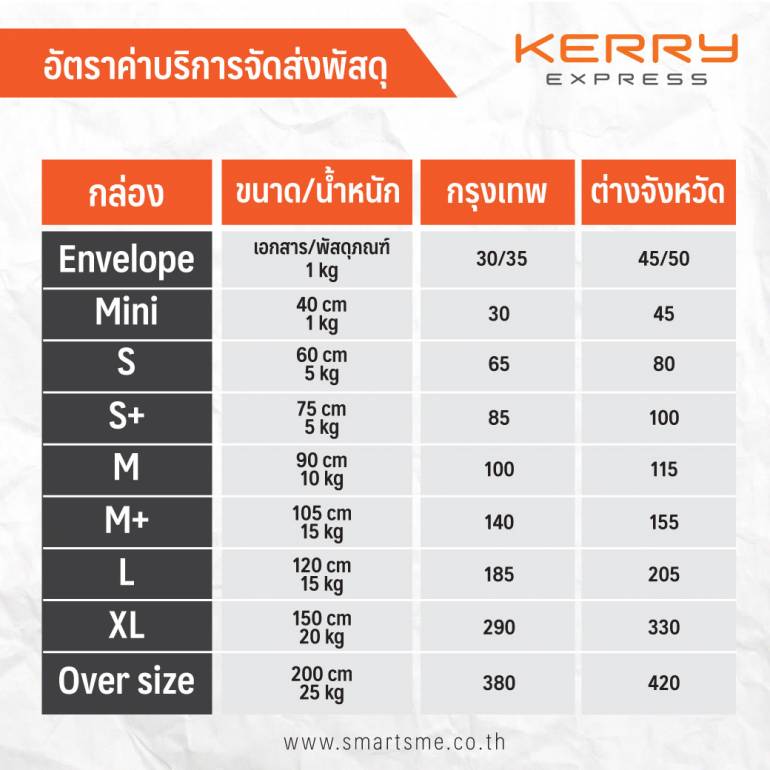 อัตราค่าบริการจัดส่งพัสดุ
KERRY
EXPRESS
กล่อง ขนาด/น้ำหนัก กรุงเทพ ต่างจังหวัด
Envelope เอกสาร/พัสดุภณฑ์ 1 kg 30/35 45/50
Mini 40 cm 1 kg 30 45
S 60 cm 5 kg 65 80
S+ 75 cm 5 kg 85 100
M 90 cm 10 kg 100 115
M+ 105 cm 15 kg 140 155
L 120 cm 15 kg 185 205
XL 150 cm 20 kg 290 330
Over size 200 cm 25 kg 380 420
www.smartsme.co.th